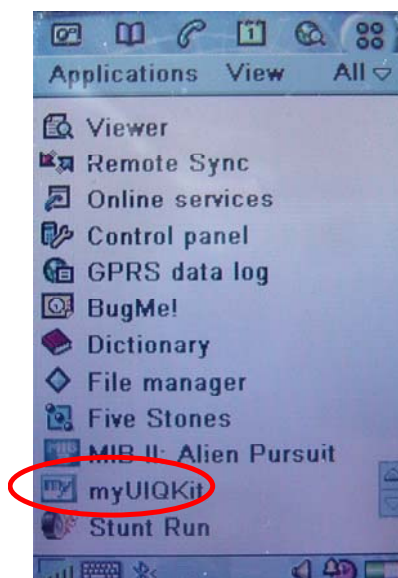 Applications View All
Viewer
Remote Sync
Online services
Control panel
GPRS data log
BugMe!
Dictionary
File manager
Five Stones
MIB II: Alien Pursuit
my myUIQKit
Stunt Run